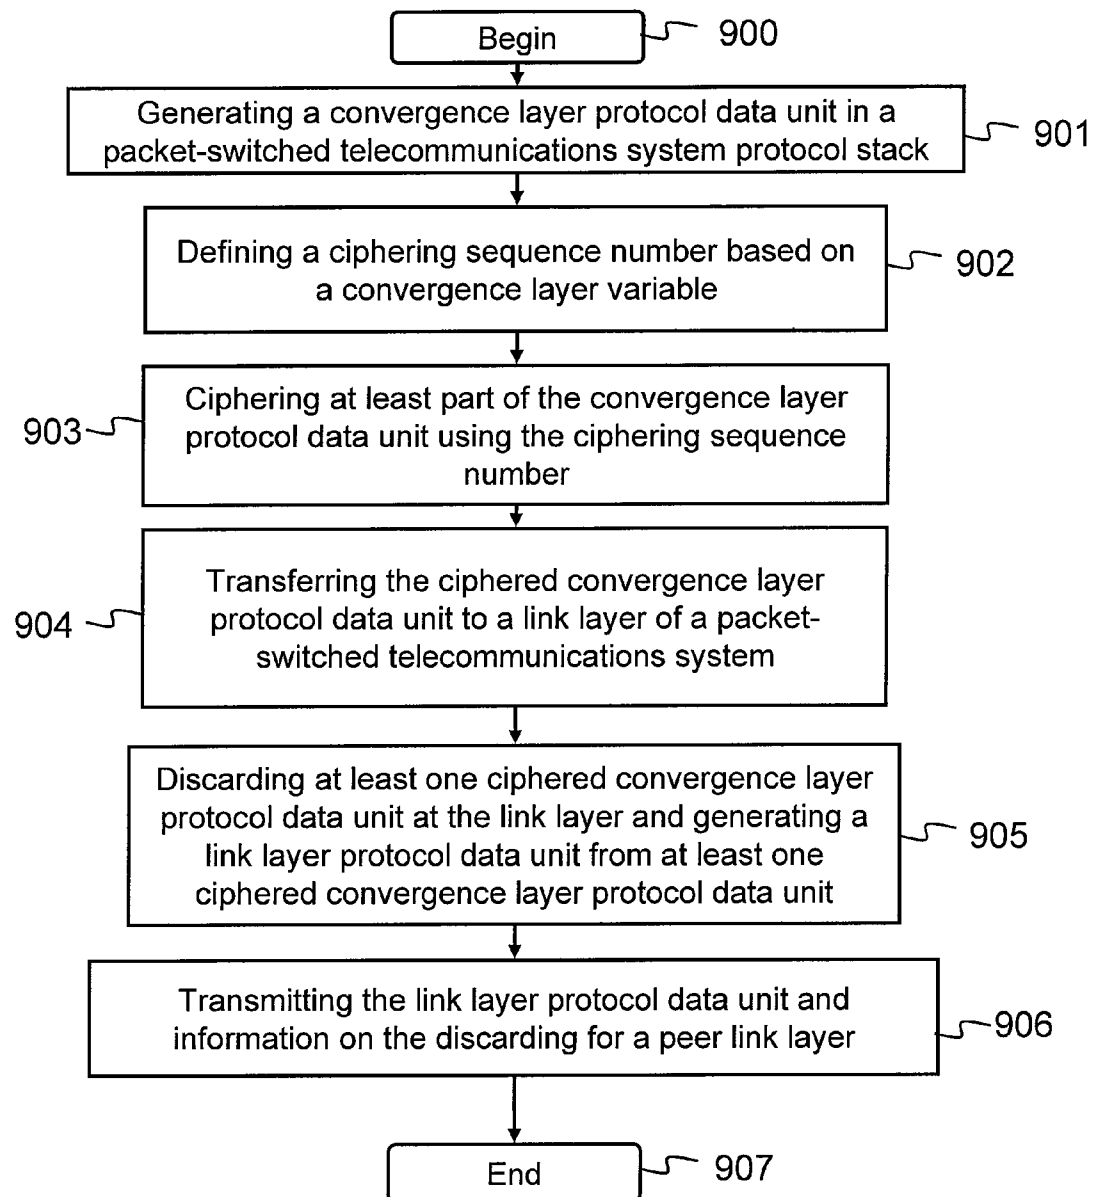 Begin
900
Generating a convergence layer protocol data unit in a
packet-switched telecommunications system protocol stack
901
Defining a ciphering sequence number based on
a convergence layer variable
902
Ciphering at least part of the convergence layer
protocol data unit using the ciphering sequence
number
903
Transferring the ciphered convergence layer
protocol data unit to a link layer of a packet-
switched telecommunications system
904
Discarding at least one ciphered convergence layer
protocol data unit at the link layer and generating a
link layer protocol data unit from at least one
ciphered convergence layer protocol data unit
905
Transmitting the link layer protocol data unit and
information on the discarding for a peer link layer
906
End
907